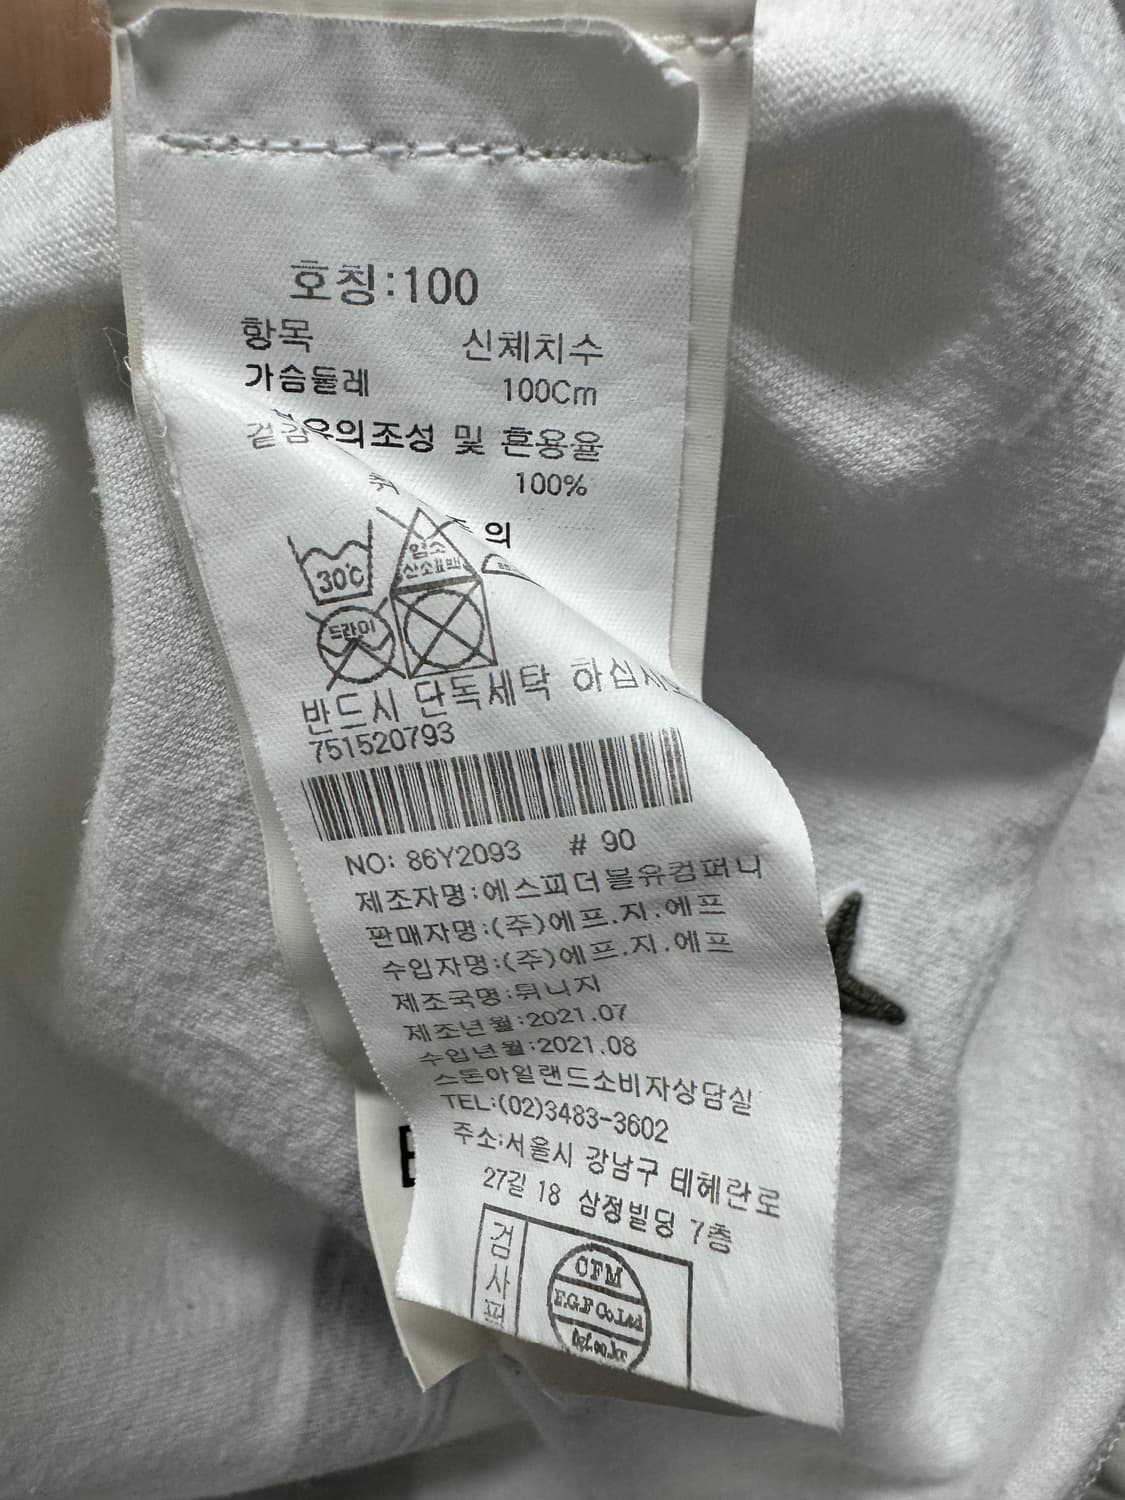 호칭:100
항목 신체치수
가슴둘레 100Cm
겉감우의조성 및 혼용율
100%
의
30℃
염소
산소표백
드라이
반드시 단독세탁 하십시
751520793
NO: 86Y2093 # 90
제조자명:에스피더블유컴퍼니
판매자명:(주)에프.지.에프
수입자명:(주)에프.지.에프
제조국명:튀니지
제조년월:2021.07
수입년월:2021.08
스톤아일랜드소비자상담실
TEL:(02)3483-3602
주소:서울시 강남구 테헤란로
27길 18 삼정빌딩 7층
검사필
CFM
F.G.F Co.Ltd